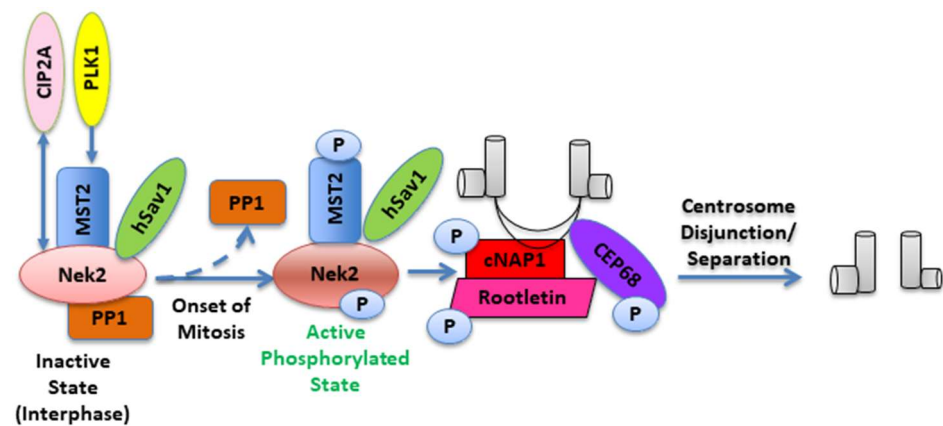 CIP2A
PLK1
MST2
hSav1
Nek2
PP1
Inactive
State
(Interphase)
PP1
Onset of
Mitosis
P
MST2
hSav1
Nek2
P
Active
Phosphorylated
State
P
cNAP1
Rootletin
P
CEP68
P
Centrosome
Disjunction/
Separation